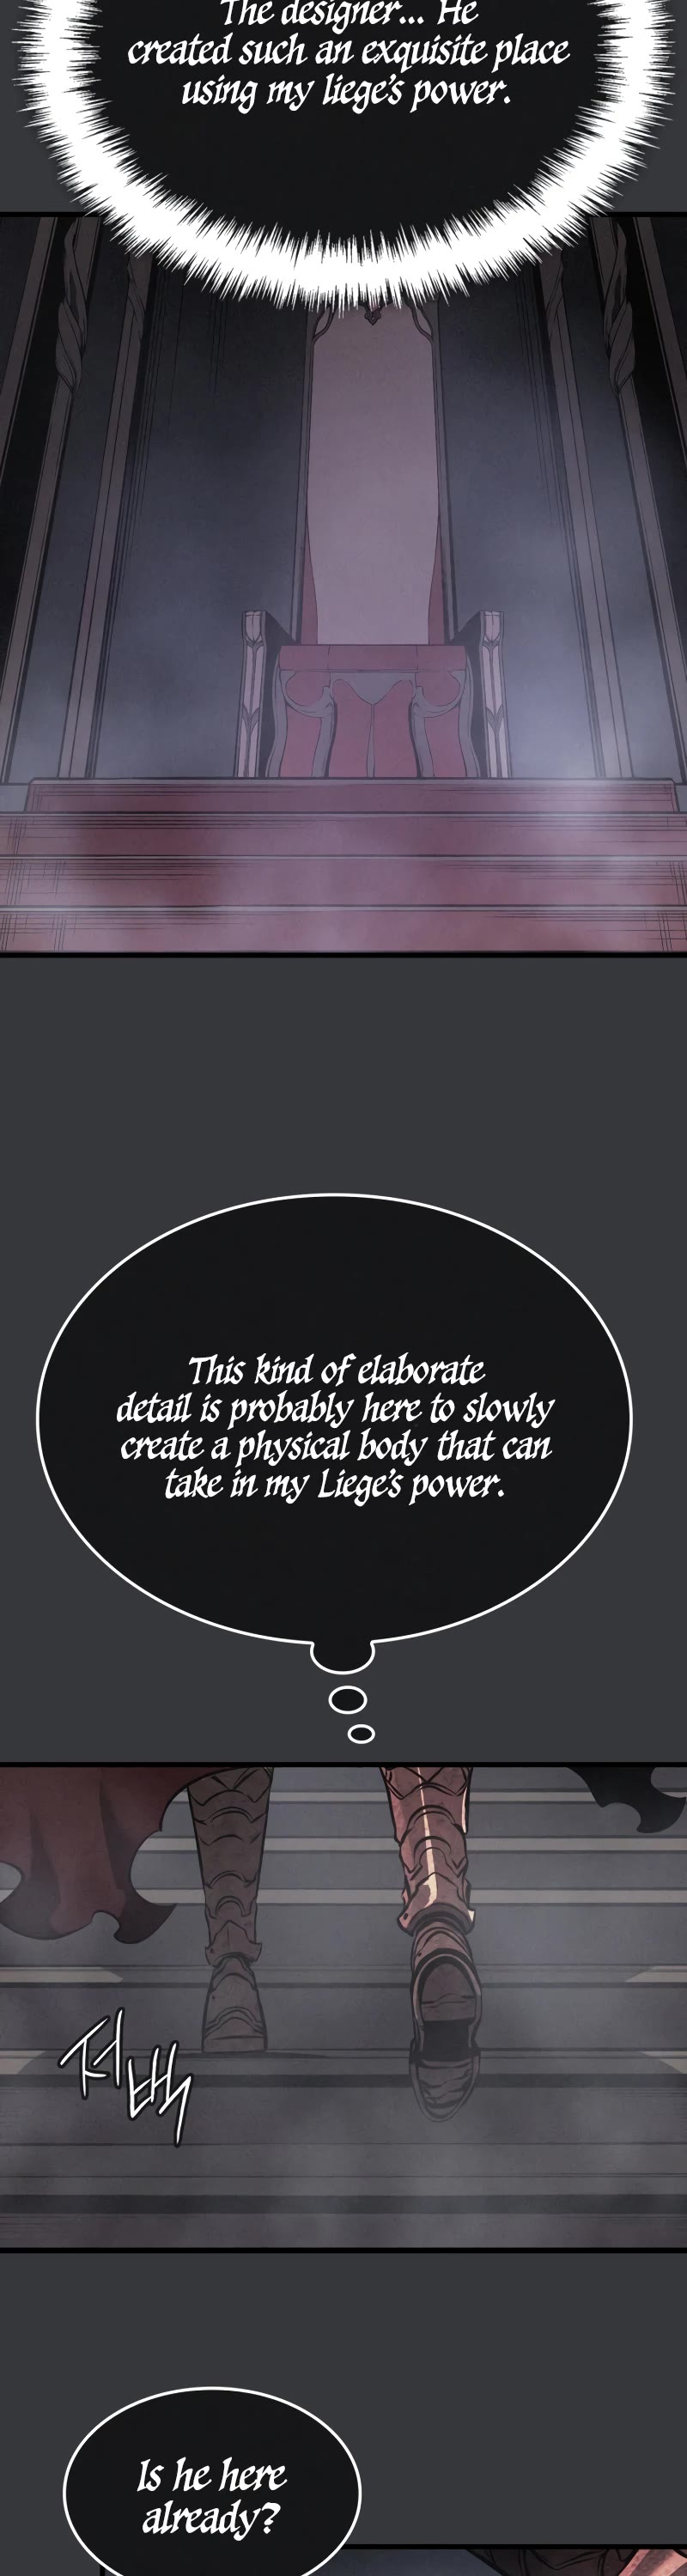 The designer... He
created such an exquisite place
using my liege's power.
This kind of elaborate
detail is probably here to slowly
create a physical body that can
take in my Liege's power.
저벅
Is he here
already?